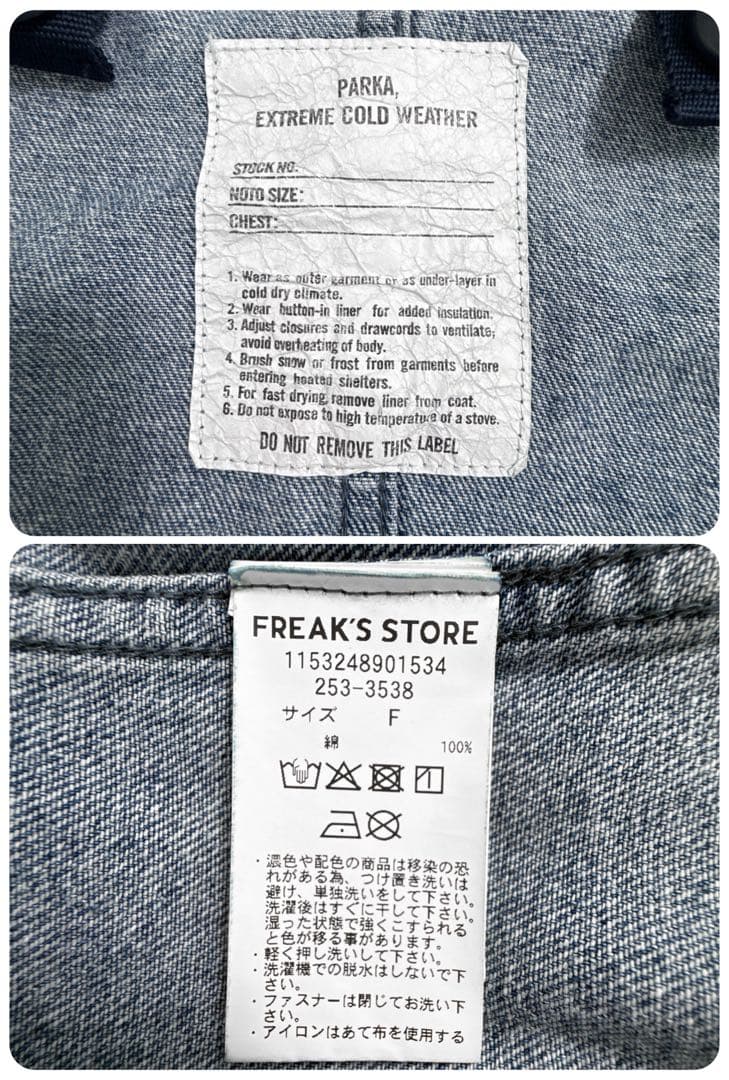 PARKA,
EXTREME COLD WEATHER
STOCK NO.
NOTO SIZE:
CHEST:
1. Wear as outer garment or as under-layer in
cold dry climate.
2. Wear button-in liner for added insulation.
3. Adjust closures and drawcords to ventilate;
avoid overheating of body.
4. Brush snow or frost from garments before
entering heated shelters.
5. For fast drying, remove liner from coat.
6. Do not expose to high temperature of a stove.
DO NOT REMOVE THIS LABEL
FREAK'S STORE
1153248901534
253-3538
サイズ F
綿 100%
・濃色や配色の商品は移染の恐
れがある為、つけ置き洗いは
避け、単独洗いをして下さい。
洗濯後はすぐに干して下さい。
湿った状態で強くこすられる
と色が移る事があります。
・軽く押し洗いして下さい。
・洗濯機での脱水はしないで下
さい。
・ファスナーは閉じてお洗い下
さい。
・アイロンはあて布を使用する